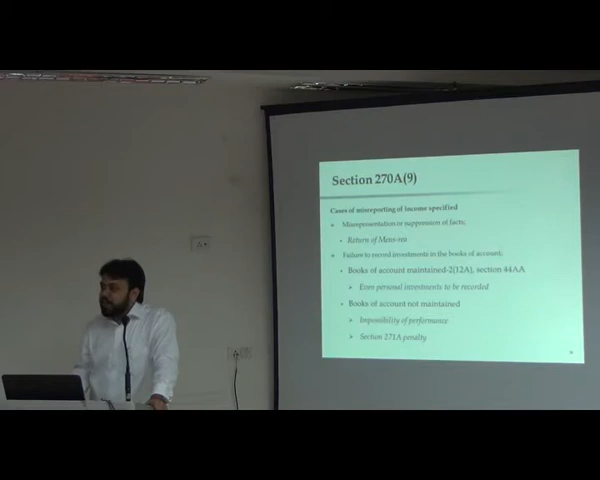 Section 270A(9)
Cases of misreporting of income specified
Misrepresentation or suppression of facts;
Return of Mens-rea
Failure to record investments in the books of account;
Books of account maintained-2(12A), section 44AA
Even personal investments to be recorded
Books of account not maintained
Impossibility of performance
Section 271A penalty